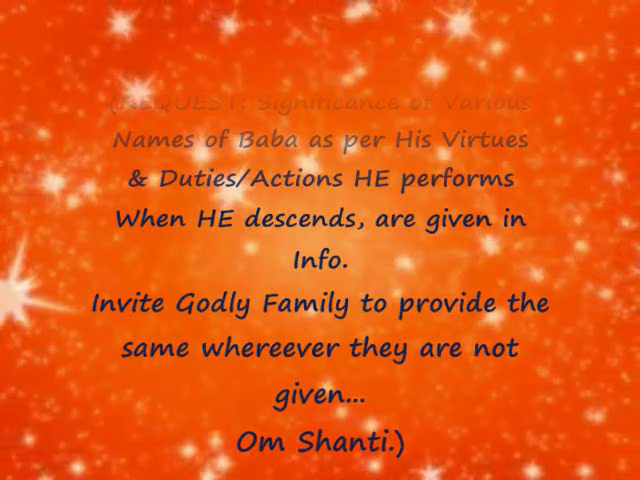 (REQUEST: Significance of Various
Names of Baba as per His Virtues
& Duties/Actions HE performs
When HE descends, are given in
Info.
Invite Godly Family to provide the
same whereever they are not
given...
Om Shanti.)